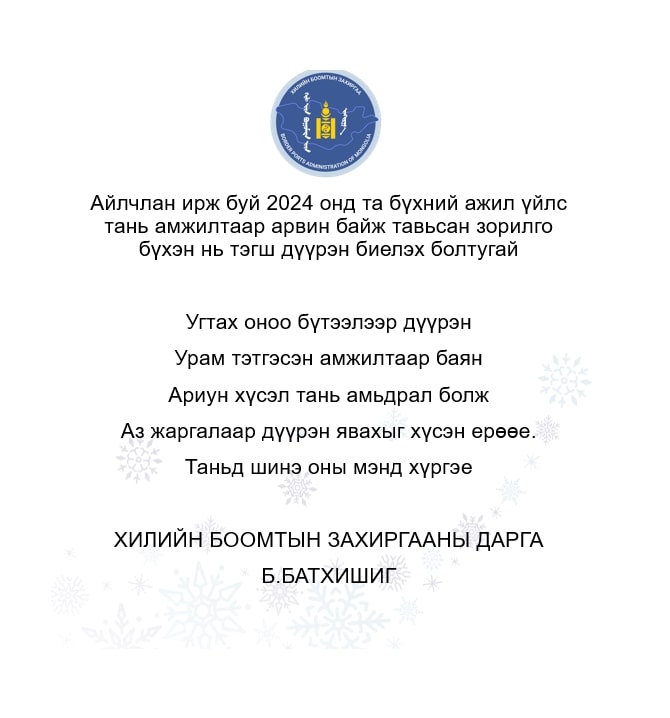 ХИЛИЙН БООМТЫН ЗАХИРГАА
BORDER PORTS ADMINISTRATION OF MONGOLIA
Айлчлан ирж буй 2024 онд та бүхний ажил үйлс
тань амжилтаар арвин байж тавьсан зорилго
бүхэн нь тэгш дүүрэн биелэх болтугай
Угтах оноо бүтээлээр дүүрэн
Урам тэтгэсэн амжилтаар баян
Ариун хүсэл тань амьдрал болж
Аз жаргалаар дүүрэн явахыг хүсэн ерөөе.
Таньд шинэ оны мэнд хүргэе
ХИЛИЙН БООМТЫН ЗАХИРГААНЫ ДАРГА
Б.БАТХИШИГ